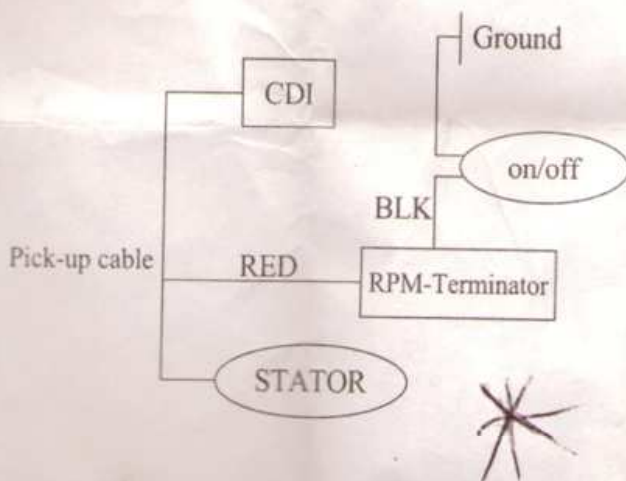 Ground
CDI
on/off
BLK
Pick-up cable
RED
RPM-Terminator
STATOR